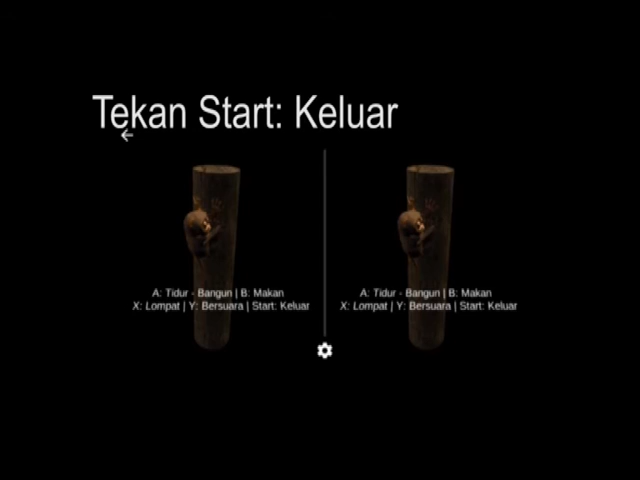 Tekan Start: Keluar
A: Tidur - Bangun | B: Makan
X: Lompat | Y: Bersuara | Start: Keluar
A: Tidur - Bangun | B: Makan
X: Lompat | Y: Bersuara | Start: Keluar